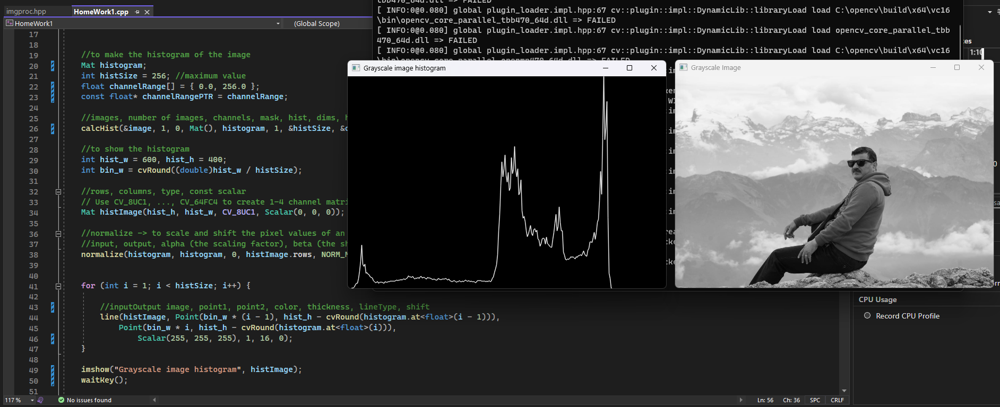 imgproc.hpp
HomeWork1.cpp
HomeWork1
(Global Scope)
17
18
19 //to make the histogram of the image
20 Mat histogram;
21 int histSize = 256; //maximum value
22 float channelRange[] = { 0.0, 256.0 };
23 const float* channelRangePTR = channelRange;
24
25 //images, number of images, channels, mask, hist, dims, h
26 calcHist(&image, 1, 0, Mat(), histogram, 1, &histSize, &c
27
28 //to show the histogram
29 int hist_w = 600, hist_h = 400;
30 int bin_w = cvRound((double)hist_w / histSize);
31
32 //rows, columns, type, const scalar
33 // Use CV_8UC1, ..., CV_64FC4 to create 1-4 channel matri
34 Mat histImage(hist_h, hist_w, CV_8UC1, Scalar(0, 0, 0));
35
36 //normalize -> to scale and shift the pixel values of an
37 //input, output, alpha (the scaling factor), beta (the sh
38 normalize(histogram, histogram, 0, histImage.rows, NORM_M
39
40
41 for (int i = 1; i < histSize; i++) {
42
43 //inputOutput image, point1, point2, color, thickness, lineType, shift
44 line(histImage, Point(bin_w * (i - 1), hist_h - cvRound(histogram.at<float>(i - 1))),
45 Point(bin_w * i, hist_h - cvRound(histogram.at<float>(i))),
46 Scalar(255, 255, 255), 1, 16, 0);
47 }
48
49 imshow("Grayscale image histogram", histImage);
50 waitKey();
51
117 %
No issues found
Ln: 56
Ch: 36
SPC
CRLF
tbb470_64d.dll => FAILED
[ INFO:0@0.080] global plugin_loader.impl.hpp:67 cv::plugin::impl::DynamicLib::libraryLoad load C:\opencv\build\x64\vc16
\bin\opencv_core_parallel_tbb470_64d.dll => FAILED
[ INFO:0@0.080] global plugin_loader.impl.hpp:67 cv::plugin::impl::DynamicLib::libraryLoad load opencv_core_parallel_tbb
470_64d.dll => FAILED
[ INFO:0@0.080] global plugin_loader.impl.hpp:67 cv::plugin::impl::DynamicLib::libraryLoad load C:\opencv\build\x64\vc16
\bin\opencv_core_parallel_openmp470_64d.dll => FAILED
Grayscale image histogram
Grayscale Image
1:10
CPU Usage
Record CPU Profile